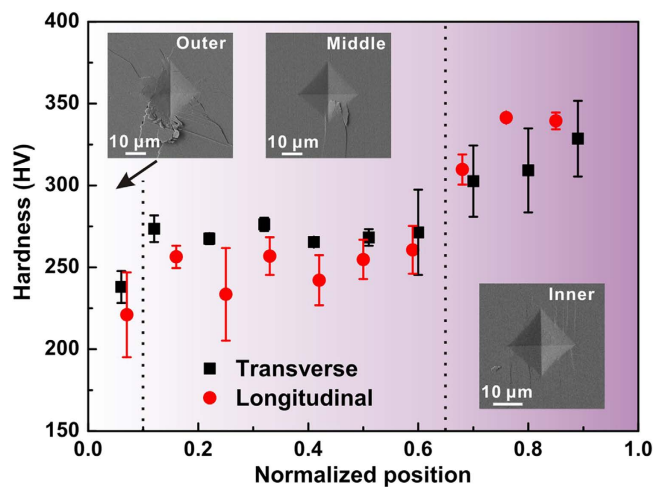 400
350
300
250
200
150
Hardness (HV)
Outer
10 µm
Middle
10 µm
Inner
10 µm
Transverse
Longitudinal
0.0 0.2 0.4 0.6 0.8 1.0
Normalized position